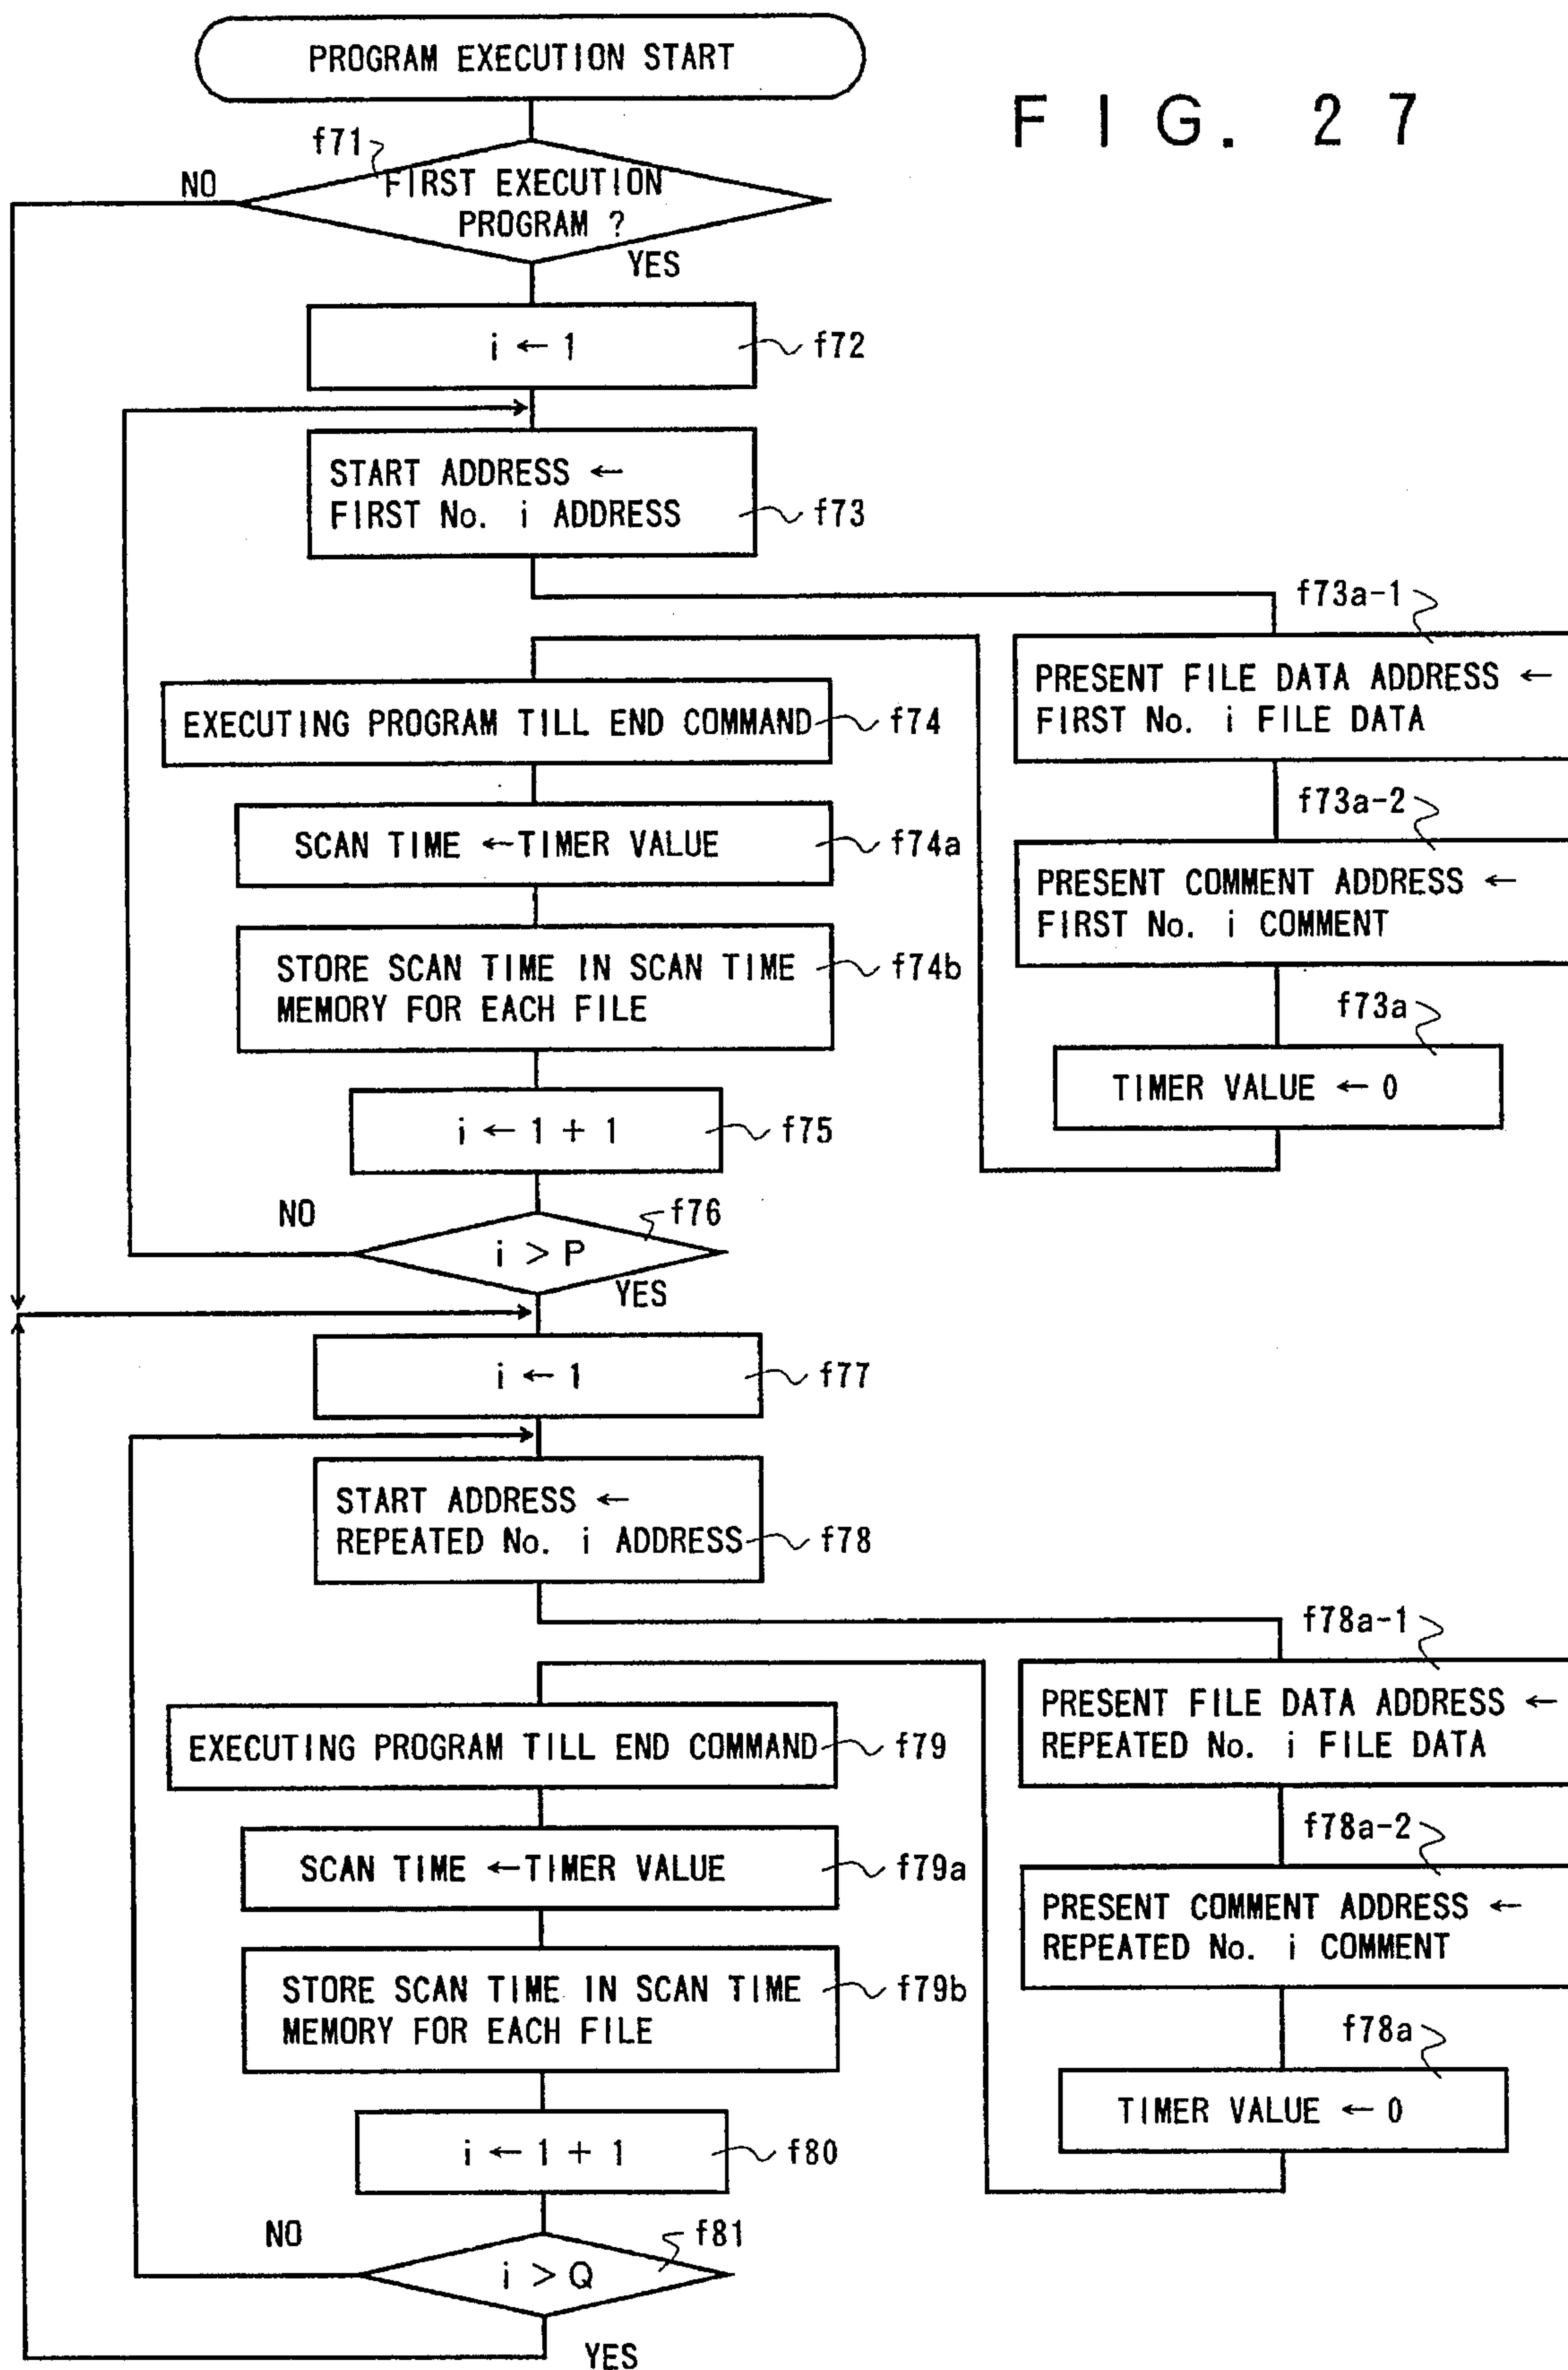 PROGRAM EXECUTION START
F I G. 2 7
f71
NO
FIRST EXECUTION
PROGRAM ?
YES
i ← 1
f72
START ADDRESS ←
FIRST No. i ADDRESS
f73
f73a-1
PRESENT FILE DATA ADDRESS ←
FIRST No. i FILE DATA
f73a-2
PRESENT COMMENT ADDRESS ←
FIRST No. i COMMENT
f73a
TIMER VALUE ← 0
EXECUTING PROGRAM TILL END COMMAND
f74
SCAN TIME ← TIMER VALUE
f74a
STORE SCAN TIME IN SCAN TIME
MEMORY FOR EACH FILE
f74b
i ← 1 + 1
f75
NO
f76
i > P
YES
i ← 1
f77
START ADDRESS ←
REPEATED No. i ADDRESS
f78
f78a-1
PRESENT FILE DATA ADDRESS ←
REPEATED No. i FILE DATA
f78a-2
PRESENT COMMENT ADDRESS ←
REPEATED No. i COMMENT
f78a
TIMER VALUE ← 0
EXECUTING PROGRAM TILL END COMMAND
f79
SCAN TIME ← TIMER VALUE
f79a
STORE SCAN TIME IN SCAN TIME
MEMORY FOR EACH FILE
f79b
i ← 1 + 1
f80
NO
f81
i > Q
YES